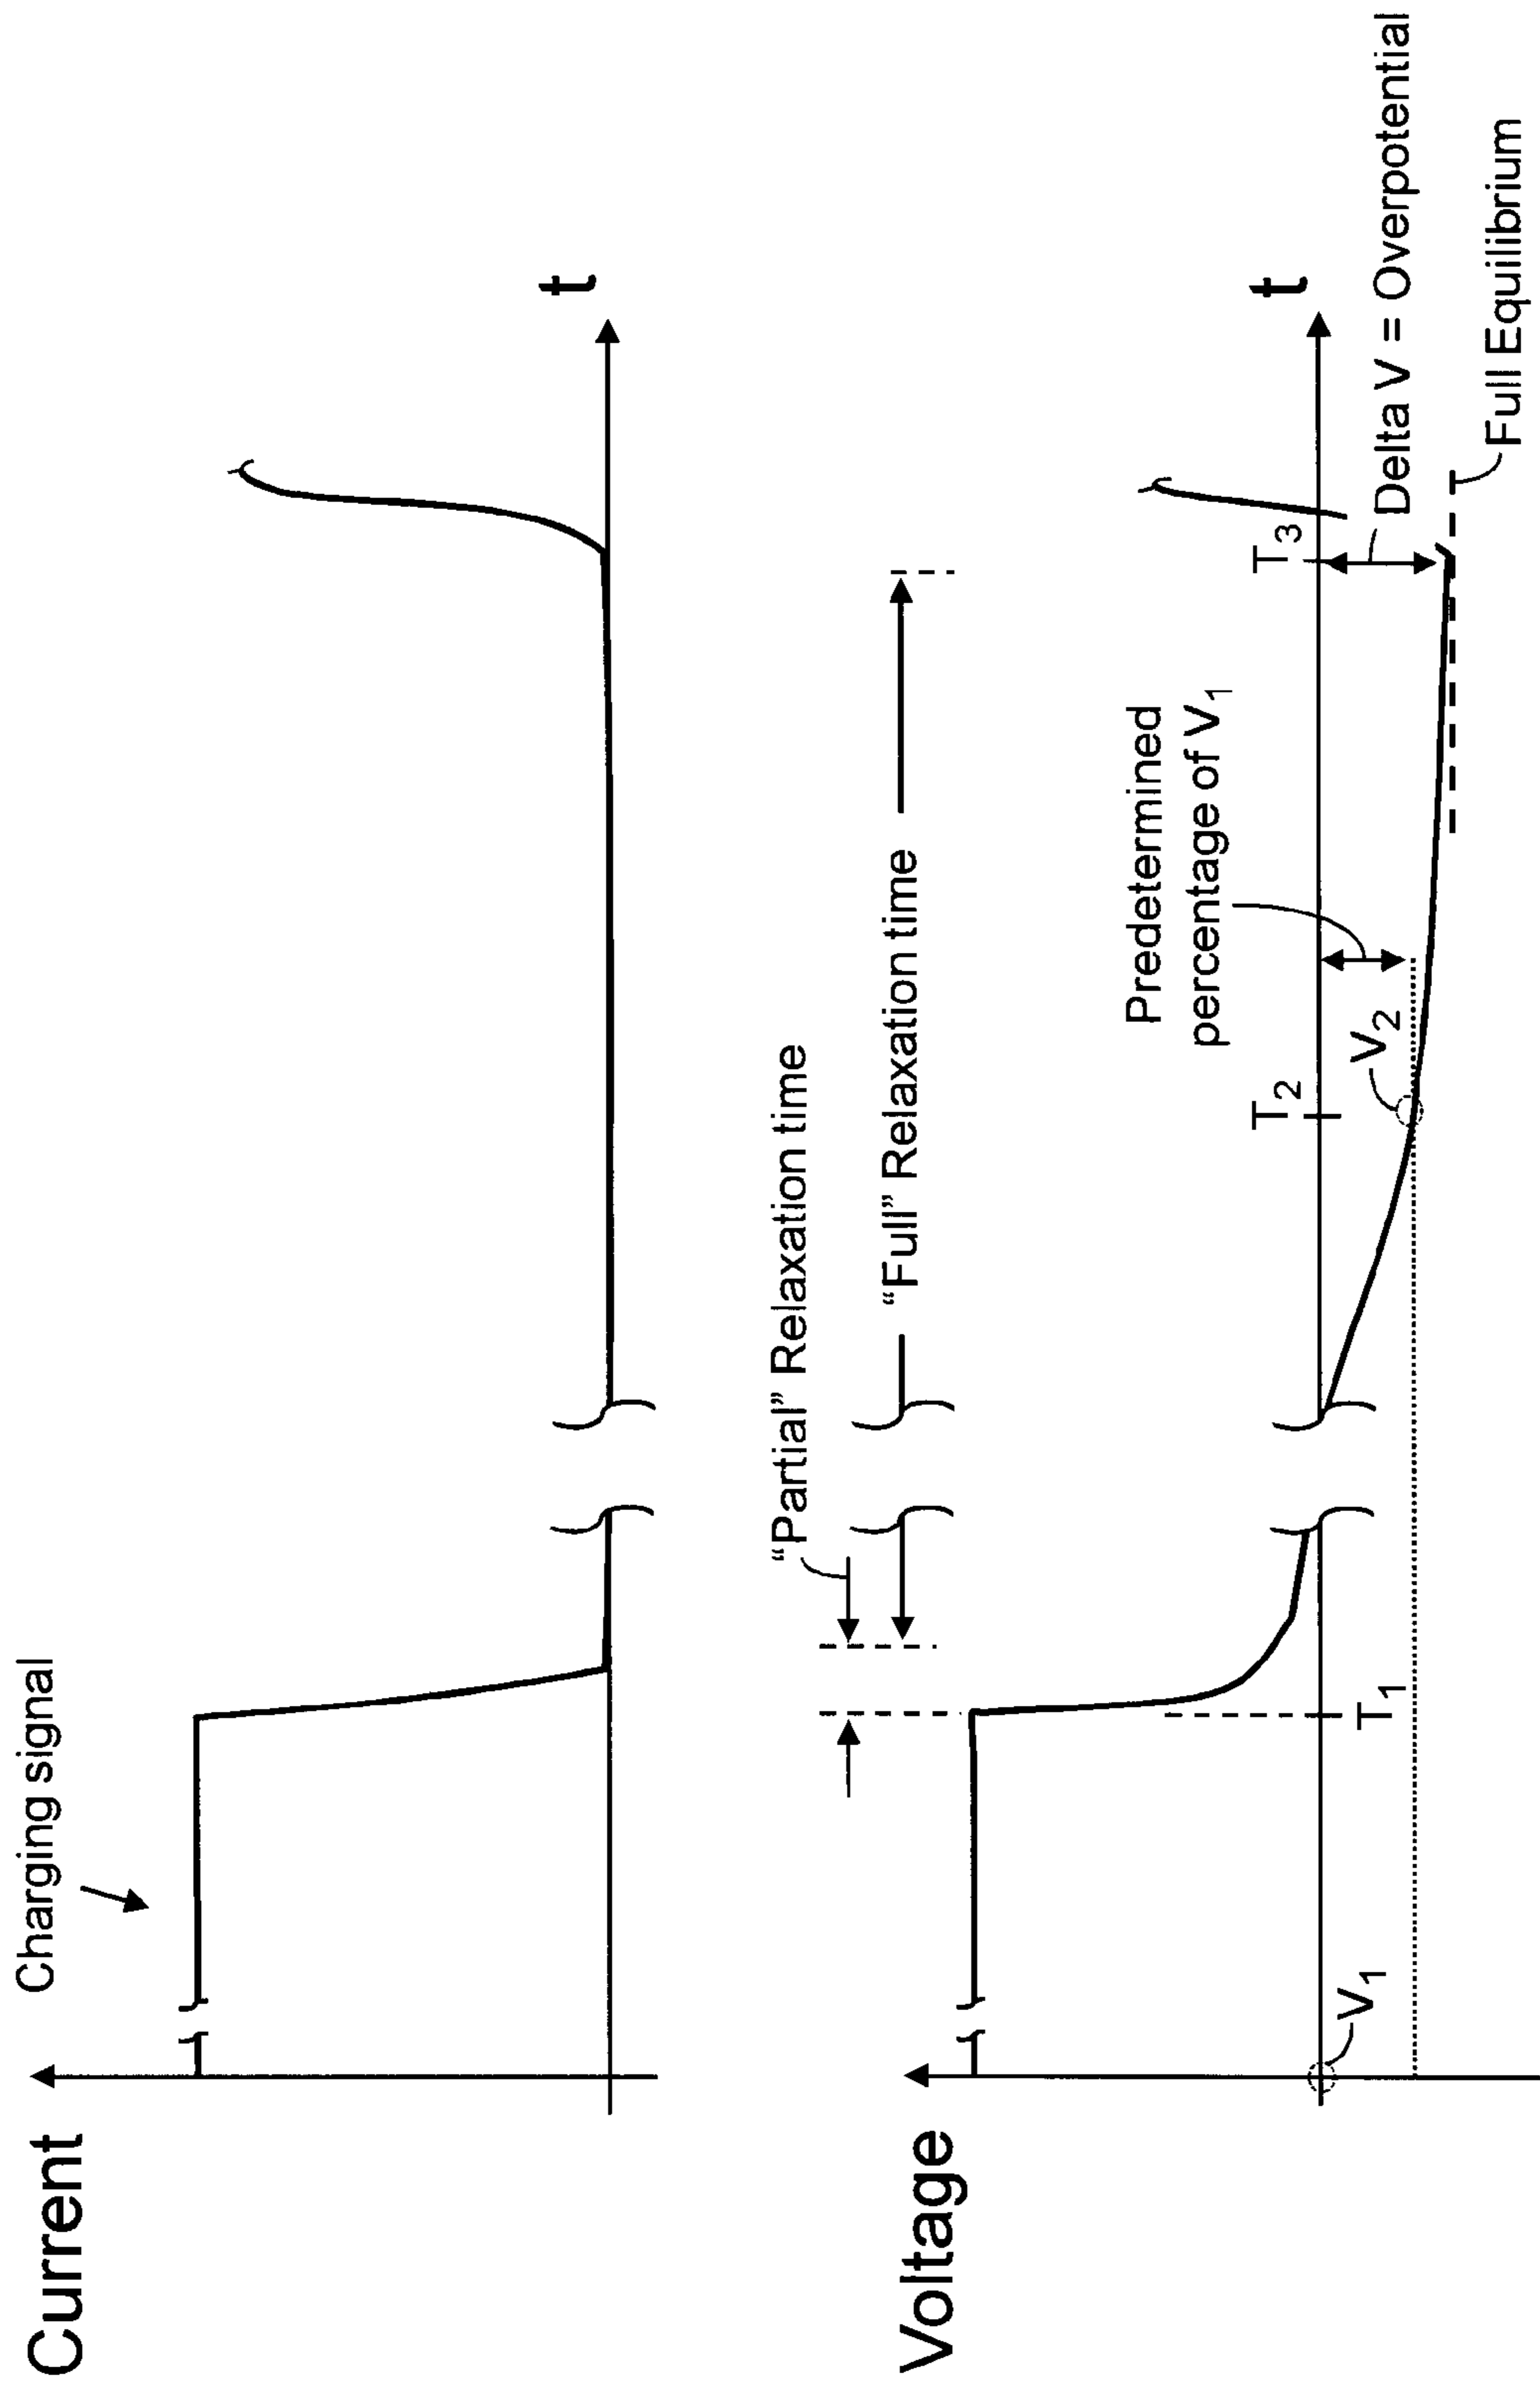 Current
Charging signal
t
"Partial" Relaxation time
"Full" Relaxation time
Voltage
Predetermined
percentage of V1
T2
T3
t
V1
T1
V2
Delta V = Overpotential
Full Equilibrium